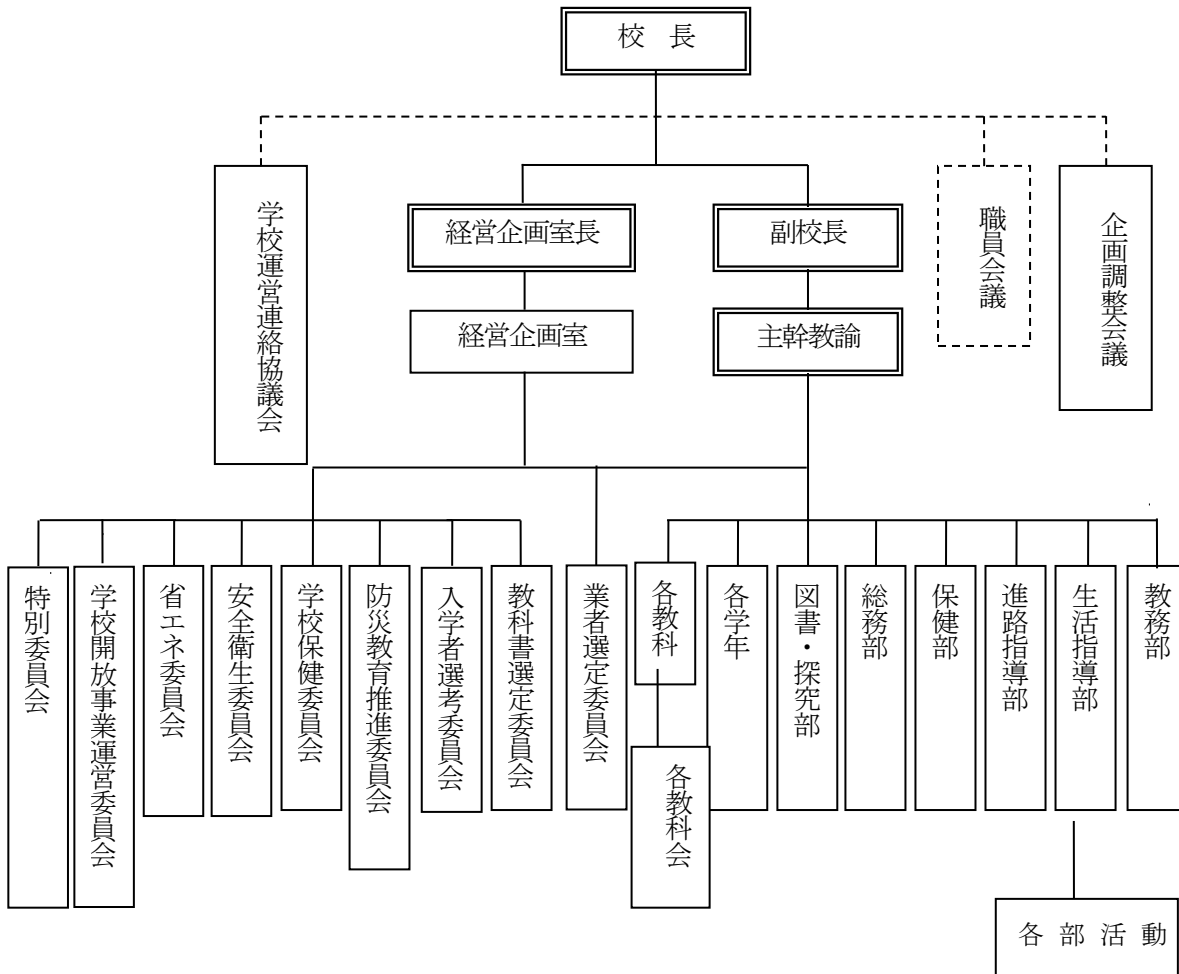 校　長
学校運営連絡協議会
経営企画室長
副校長
職員会議
企画調整会議
経営企画室
主幹教諭
特別委員会
学校開放事業運営委員会
省エネ委員会
安全衛生委員会
学校保健委員会
防災教育推進委員会
入学者選考委員会
教科書選定委員会
業者選定委員会
各教科
各学年
図書・探究部
総務部
保健部
進路指導部
生活指導部
教務部
各教科会
各 部 活 動